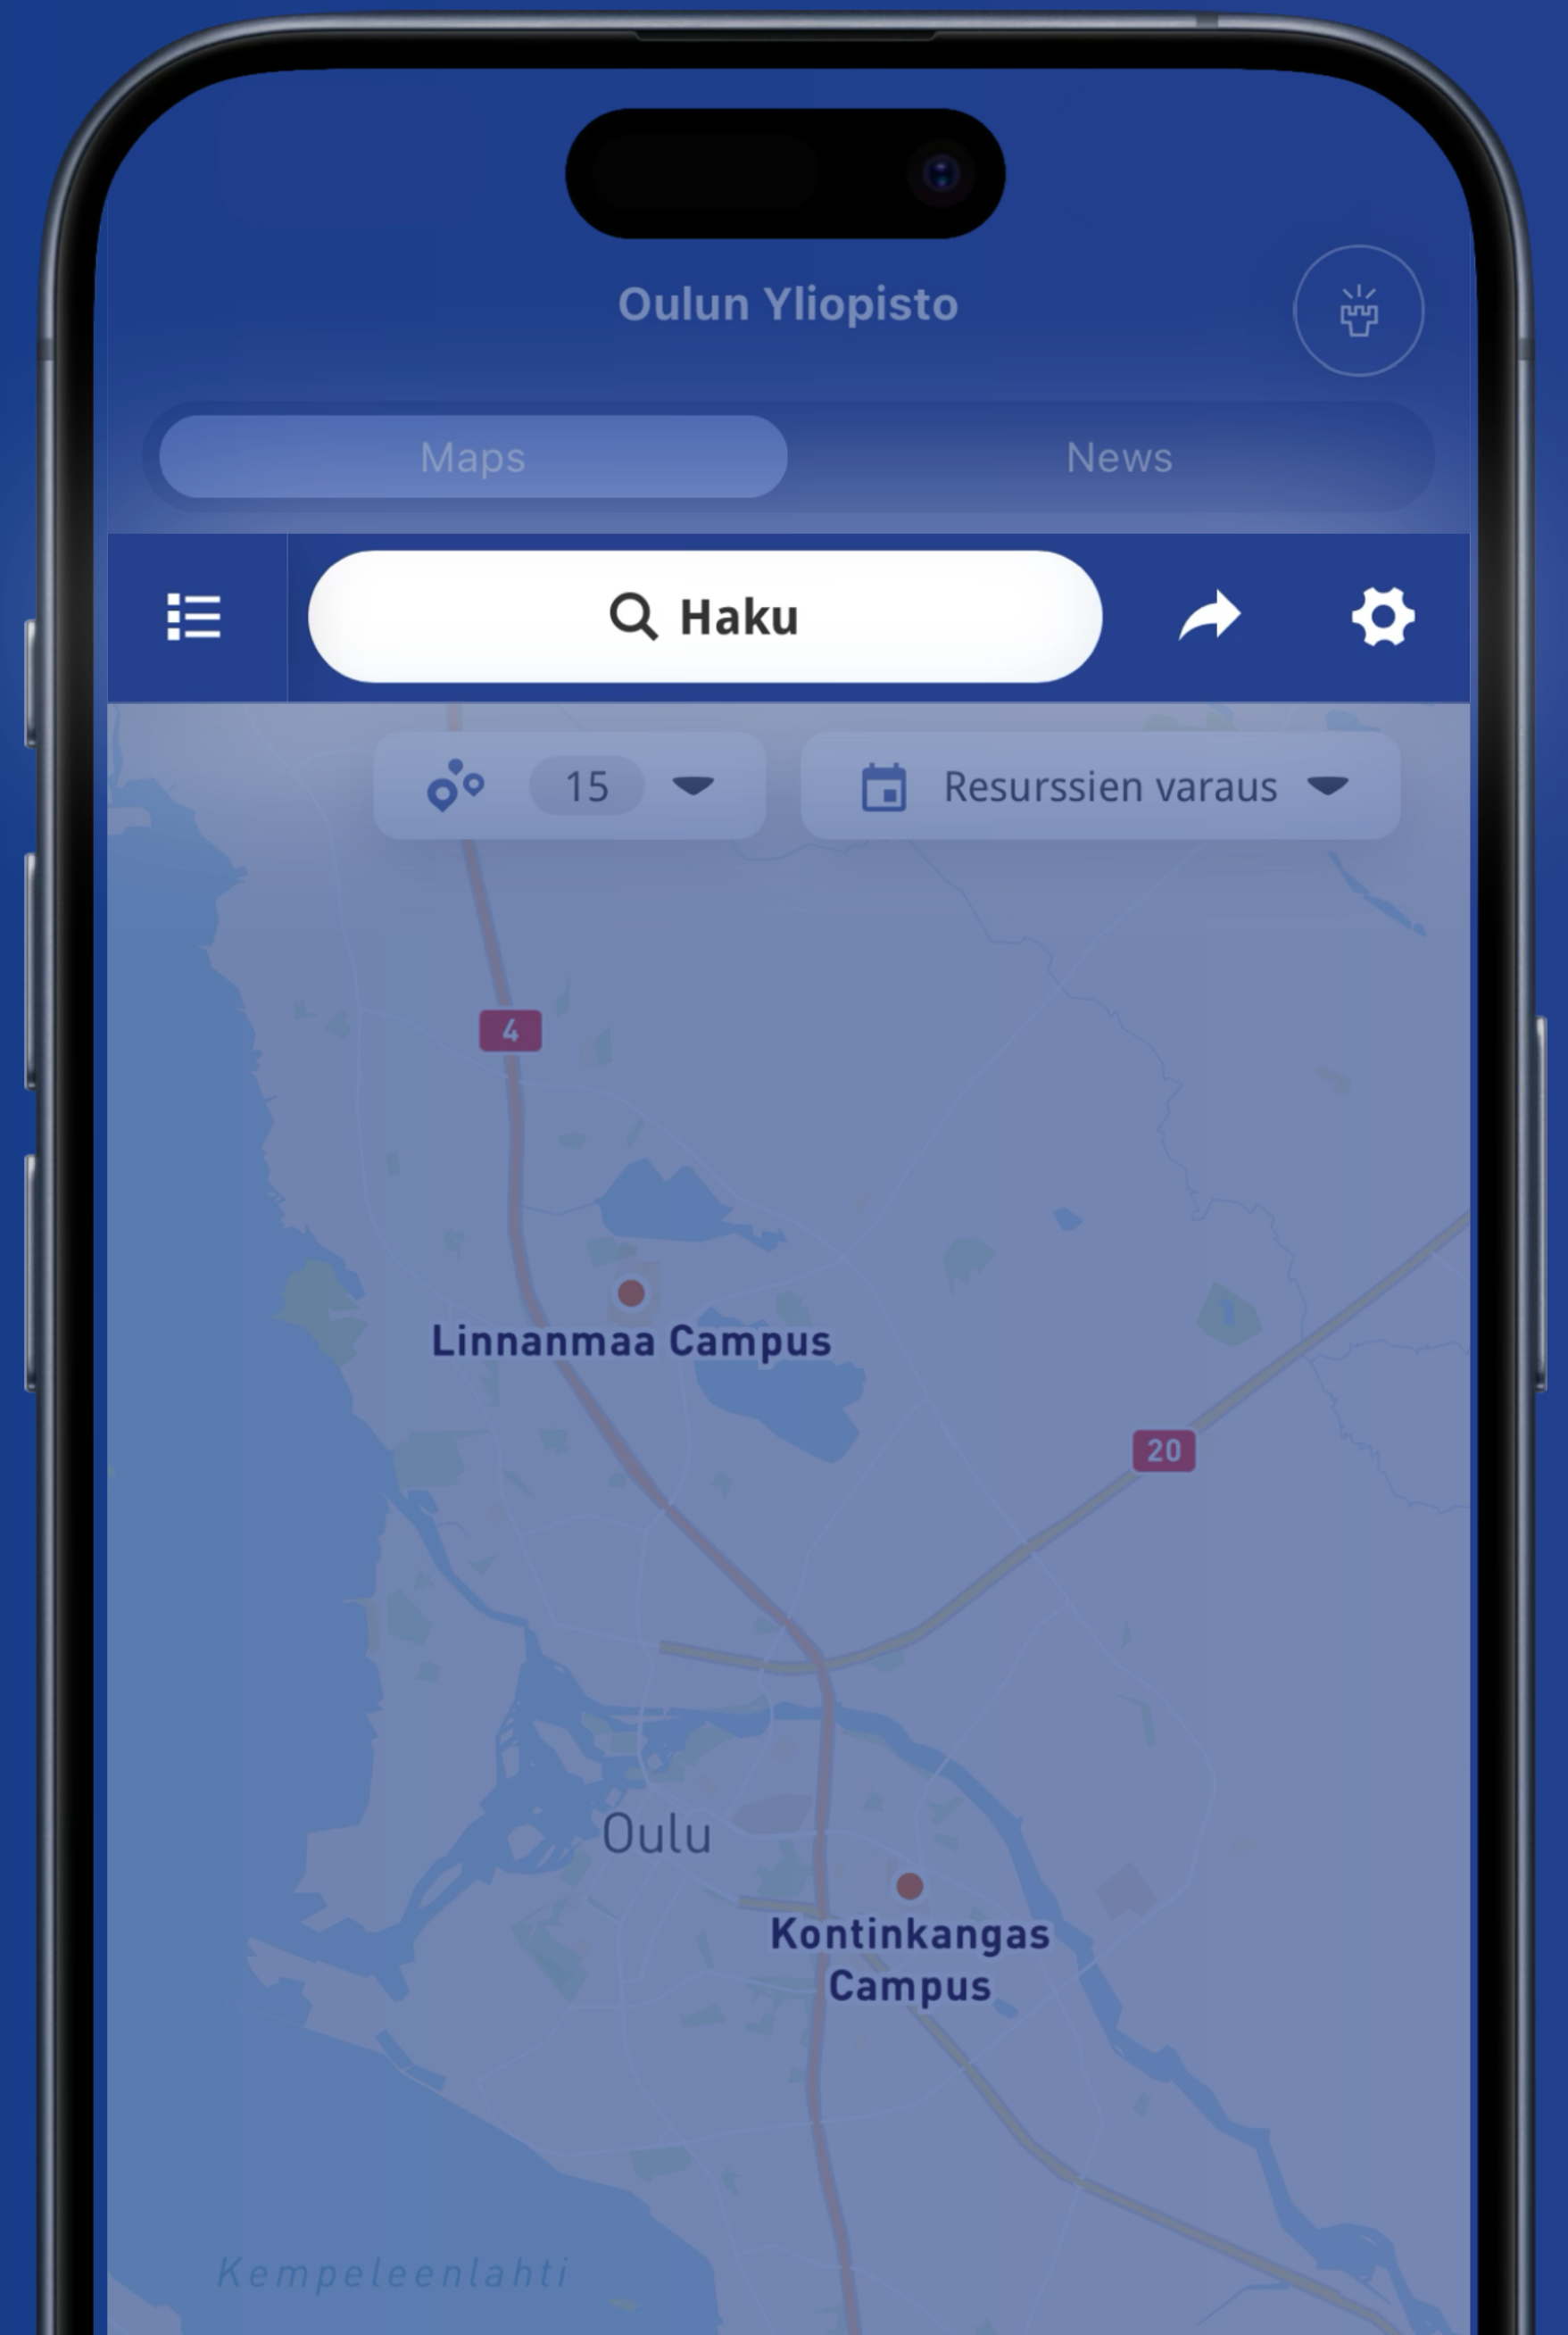 Oulun Yliopisto
Maps
News
Haku
15
Resurssien varaus
4
Linnanmaa Campus
20
Oulu
Kontinkangas
Campus
Kempeleenlahti